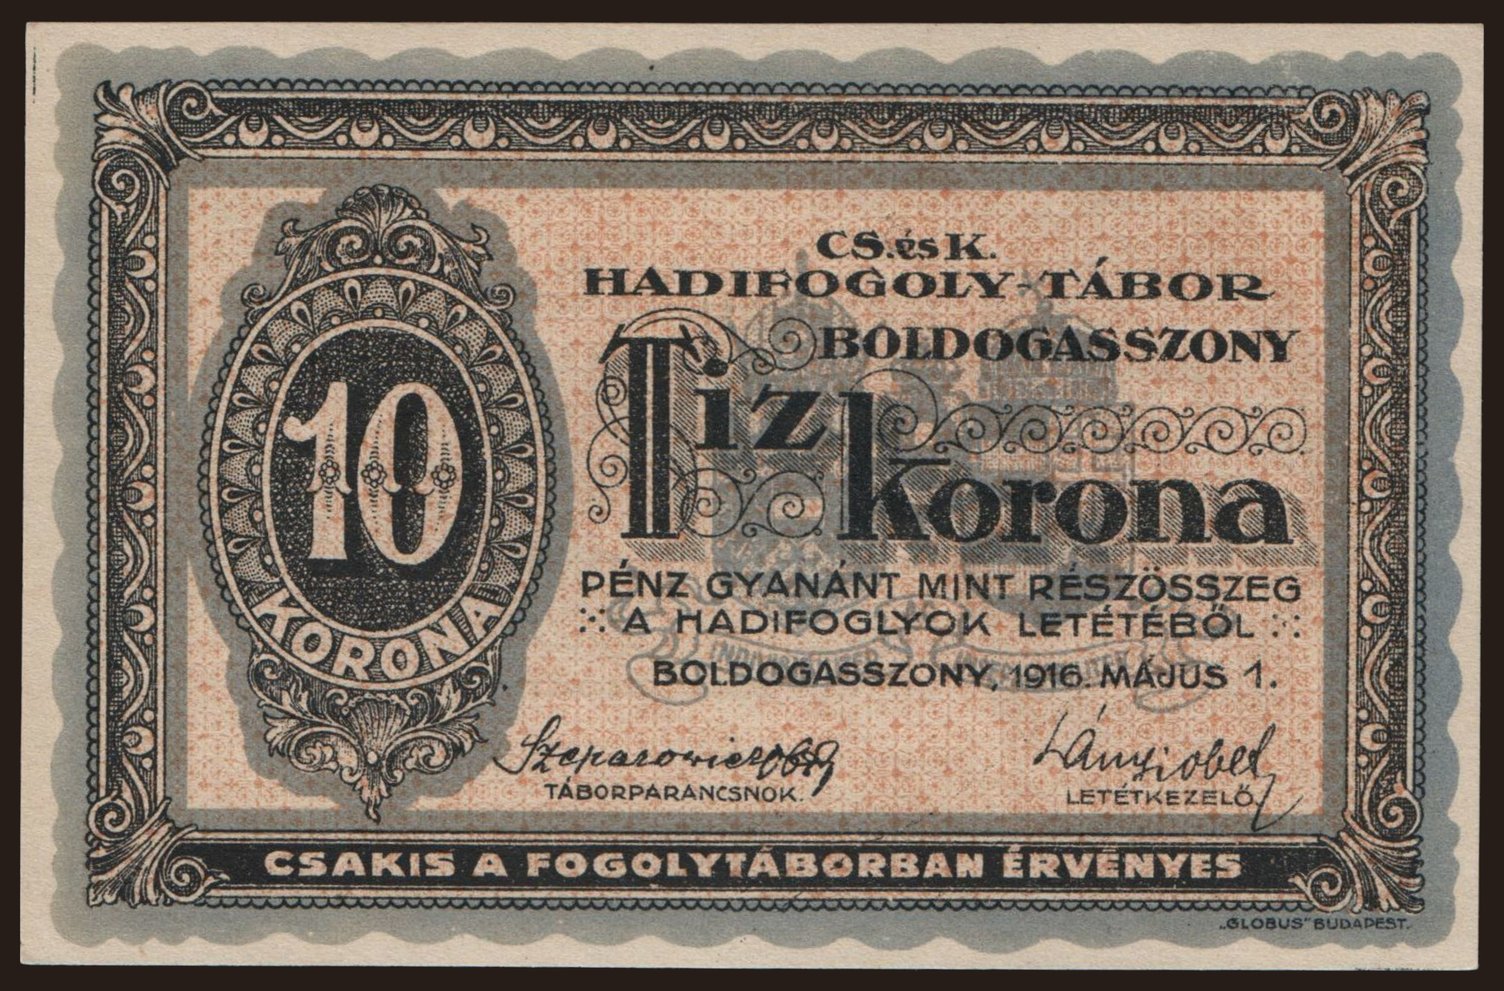 CS. és K.
HADIFOGOLY-TÁBOR
BOLDOGASSZONY
Tiz korona
PÉNZ GYANÁNT MINT RÉSZÖSSZEG
A HADIFOGLYOK LETÉTÉBŐL
BOLDOGASSZONY, 1916. MÁJUS 1.
10
KORONA
TÁBORPARANCSNOK.
LETÉTKEZELŐ.
CSAKIS A FOGOLYTÁBORBAN ÉRVÉNYES
„GLOBUS" BUDAPEST.